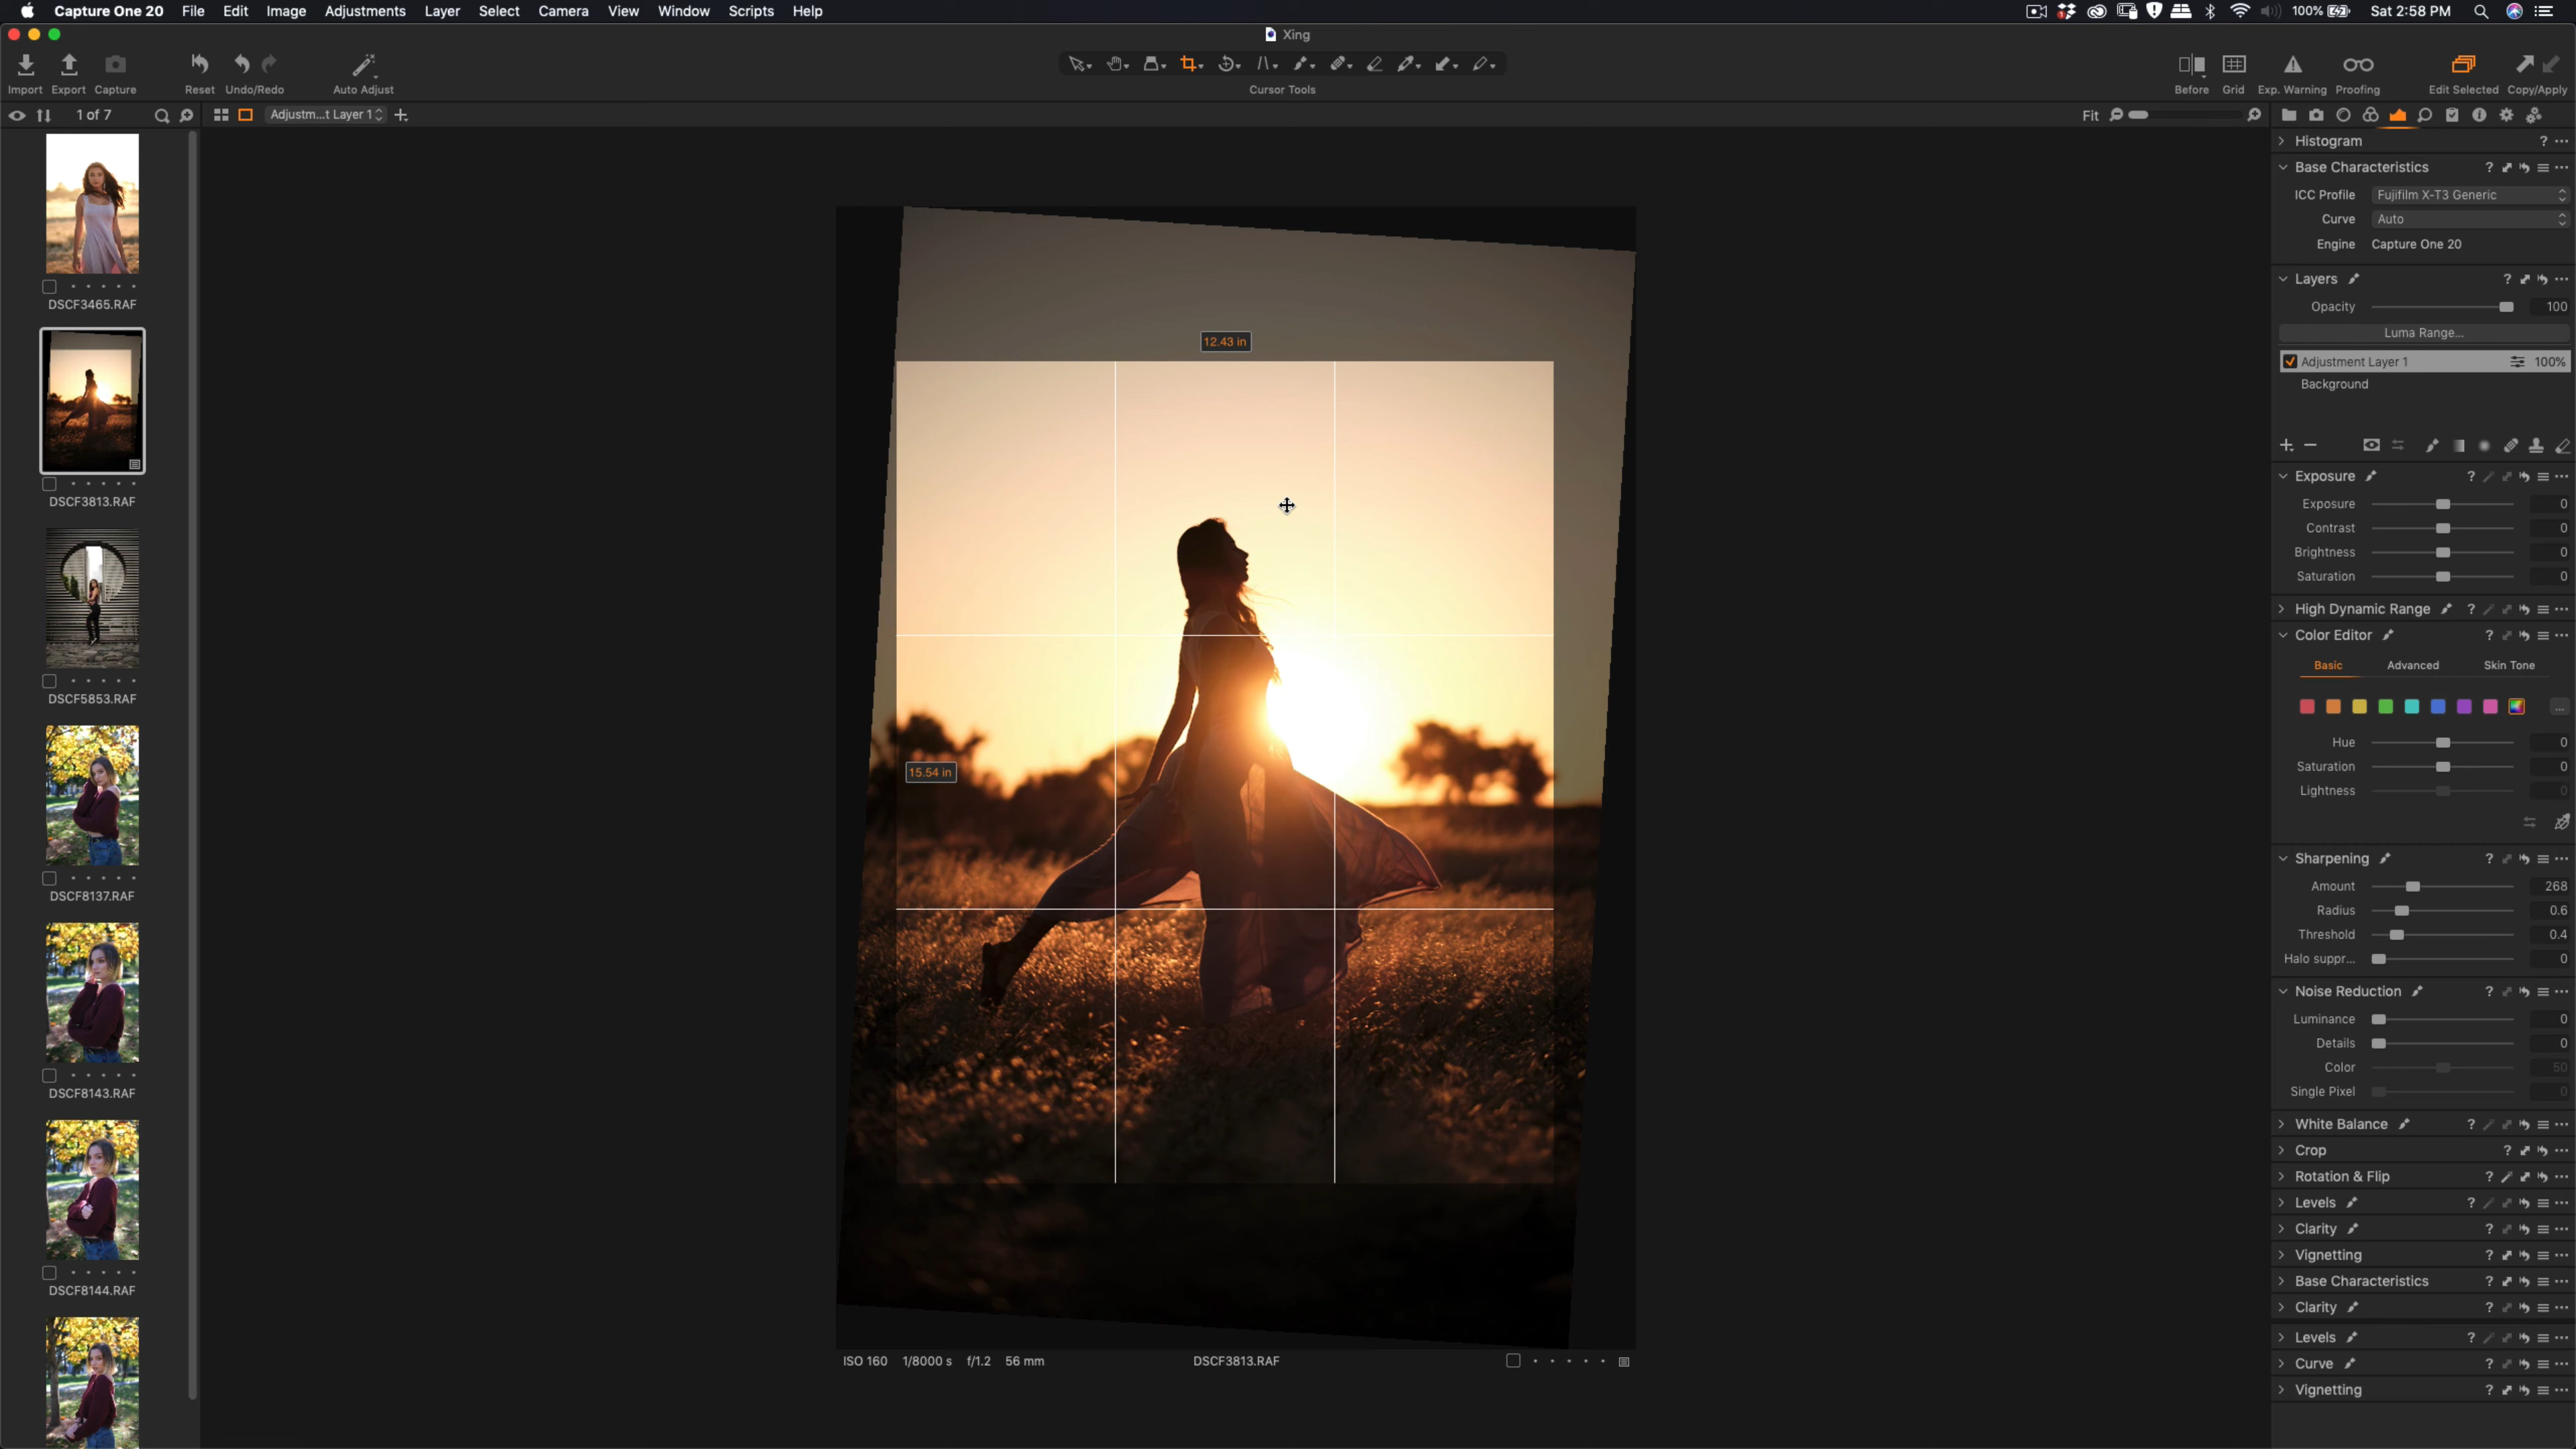 Capture One 20 File Edit Image Adjustments Layer Select Camera View Window Scripts Help 100% Sat 2:58 PM
Xing
Import Export Capture Reset Undo/Redo Auto Adjust Cursor Tools Before Grid Exp. Warning Proofing Edit Selected Copy/Apply
1 of 7 Adjustm...t Layer 1 Fit
DSCF3465.RAF
DSCF3813.RAF
DSCF5853.RAF
DSCF8137.RAF
DSCF8143.RAF
DSCF8144.RAF
12.43 in
15.54 in
ISO 160 1/8000 s f/1.2 56 mm DSCF3813.RAF
Histogram ?
Base Characteristics ?
ICC Profile Fujifilm X-T3 Generic
Curve Auto
Engine Capture One 20
Layers ?
Opacity 100
Luma Range...
Adjustment Layer 1 100%
Background
Exposure ?
Exposure 0
Contrast 0
Brightness 0
Saturation 0
High Dynamic Range ?
Color Editor ?
Basic Advanced Skin Tone
...
Hue 0
Saturation 0
Lightness 0
Sharpening ?
Amount 268
Radius 0.6
Threshold 0.4
Halo suppr... 0
Noise Reduction ?
Luminance 0
Details 0
Color 50
Single Pixel 0
White Balance ?
Crop ?
Rotation & Flip ?
Levels ?
Clarity ?
Vignetting ?
Base Characteristics ?
Clarity ?
Levels ?
Curve ?
Vignetting ?